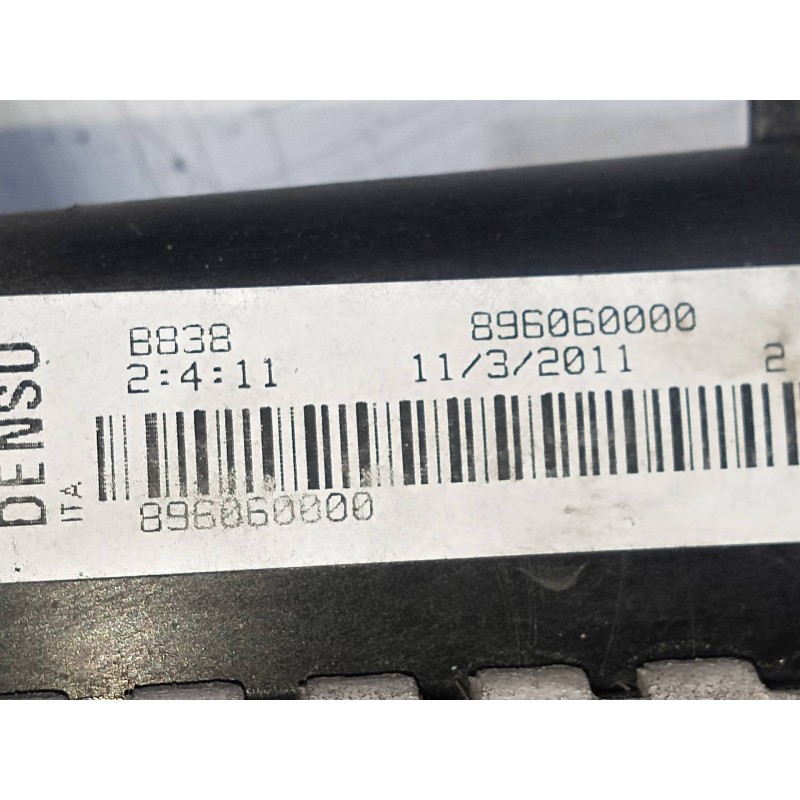 DENSO
ITA.
B838 896060000
2:4:11 11/3/2011 2
896060000